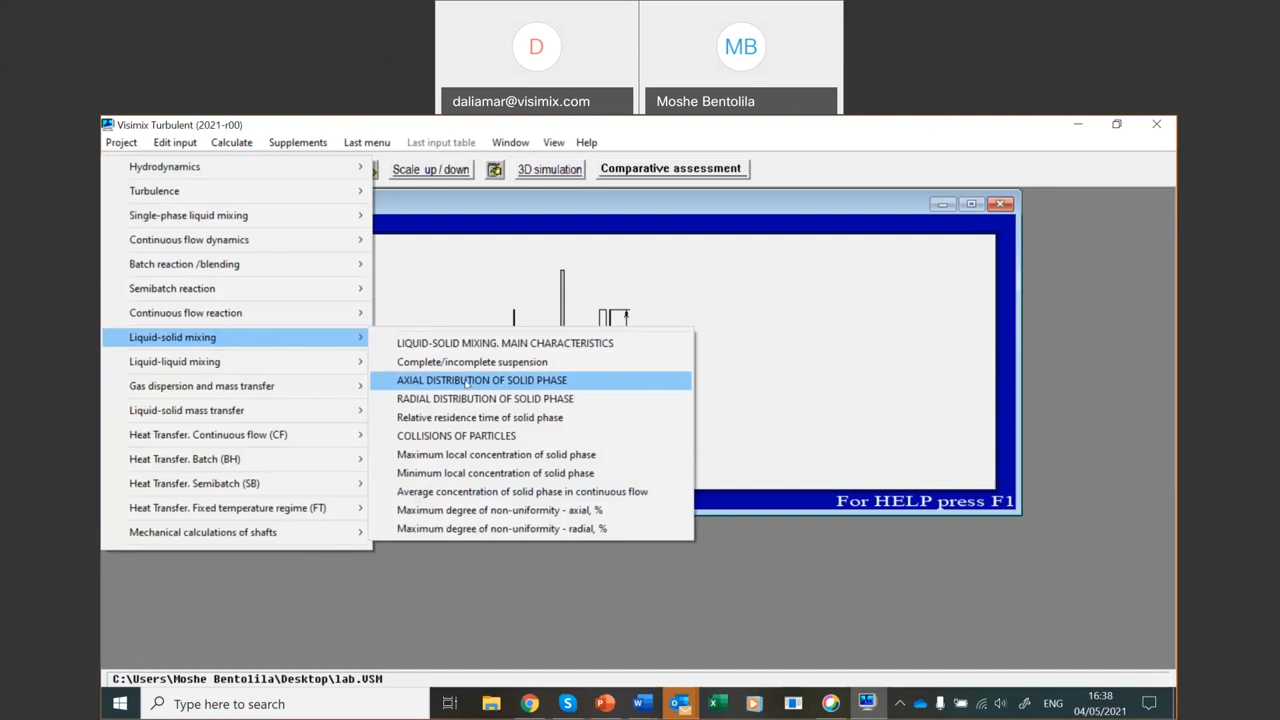 D
MB
daliamar@visimix.com
Moshe Bentolila
Visimix Turbulent (2021-r00)
Project Edit input Calculate Supplements Last menu Last input table Window View Help
Scale up/down 3D simulation Comparative assessment
Hydrodynamics
Turbulence
Single-phase liquid mixing
Continuous flow dynamics
Batch reaction /blending
Semibatch reaction
Continuous flow reaction
Liquid-solid mixing
Liquid-liquid mixing
Gas dispersion and mass transfer
Liquid-solid mass transfer
Heat Transfer. Continuous flow (CF)
Heat Transfer. Batch (BH)
Heat Transfer. Semibatch (SB)
Heat Transfer. Fixed temperature regime (FT)
Mechanical calculations of shafts
LIQUID-SOLID MIXING. MAIN CHARACTERISTICS
Complete/incomplete suspension
AXIAL DISTRIBUTION OF SOLID PHASE
RADIAL DISTRIBUTION OF SOLID PHASE
Relative residence time of solid phase
COLLISIONS OF PARTICLES
Maximum local concentration of solid phase
Minimum local concentration of solid phase
Average concentration of solid phase in continuous flow
Maximum degree of non-uniformity - axial, %
Maximum degree of non-uniformity - radial, %
For HELP press F1
C:\Users\Moshe Bentolila\Desktop\lab.VSM
Type here to search
ENG
16:38
04/05/2021